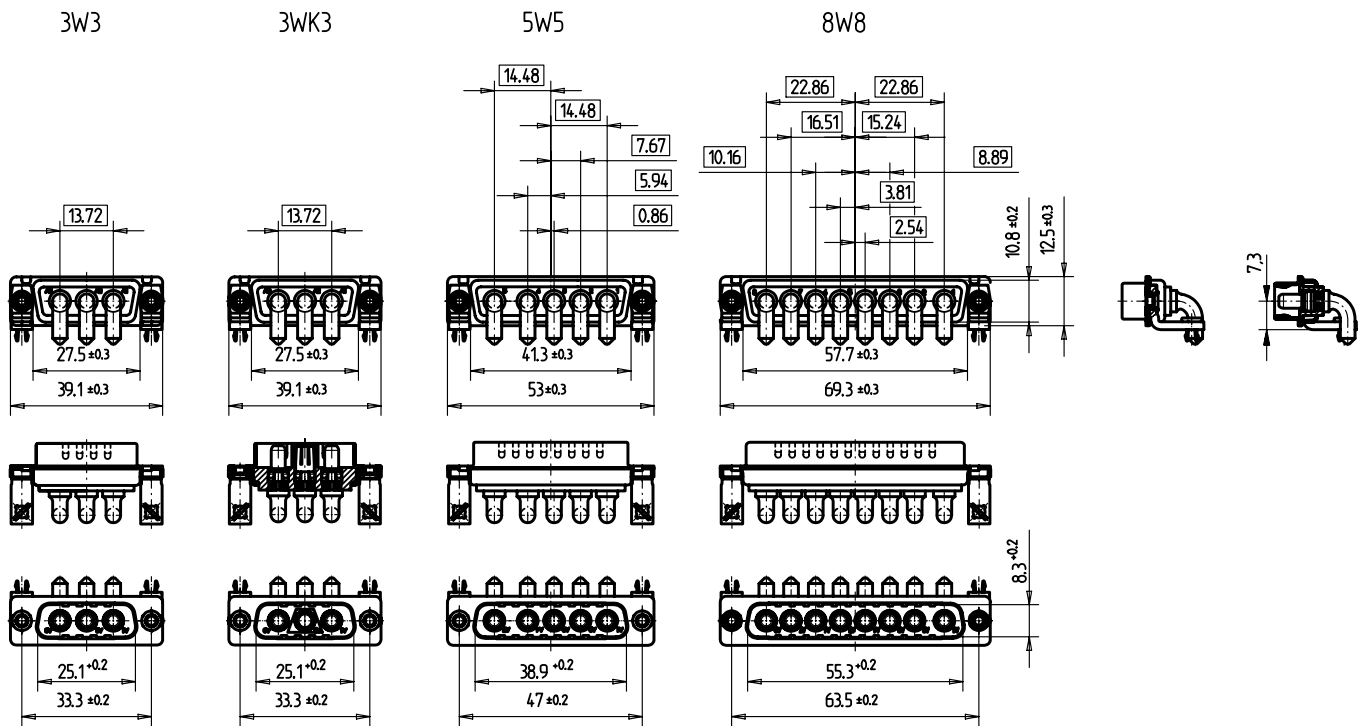 3W3 3WK3 5W5 8W8
14.48 22.86 22.86
14.48 16.51 15.24
7.67 10.16 8.89
5.94 3.81
13.72 13.72 0.86 2.54
10.8 ±0.2 12.5 ±0.3 7,3
27.5 ±0.3 27.5 ±0.3 41.3 ±0.3 57.7 ±0.3
39.1 ±0.3 39.1 ±0.3 53 ±0.3 69.3 ±0.3
8.3 +0.2
25.1 +0.2 25.1 +0.2 38.9 +0.2 55.3 +0.2
33.3 ±0.2 33.3 ±0.2 47 ±0.2 63.5 ±0.2